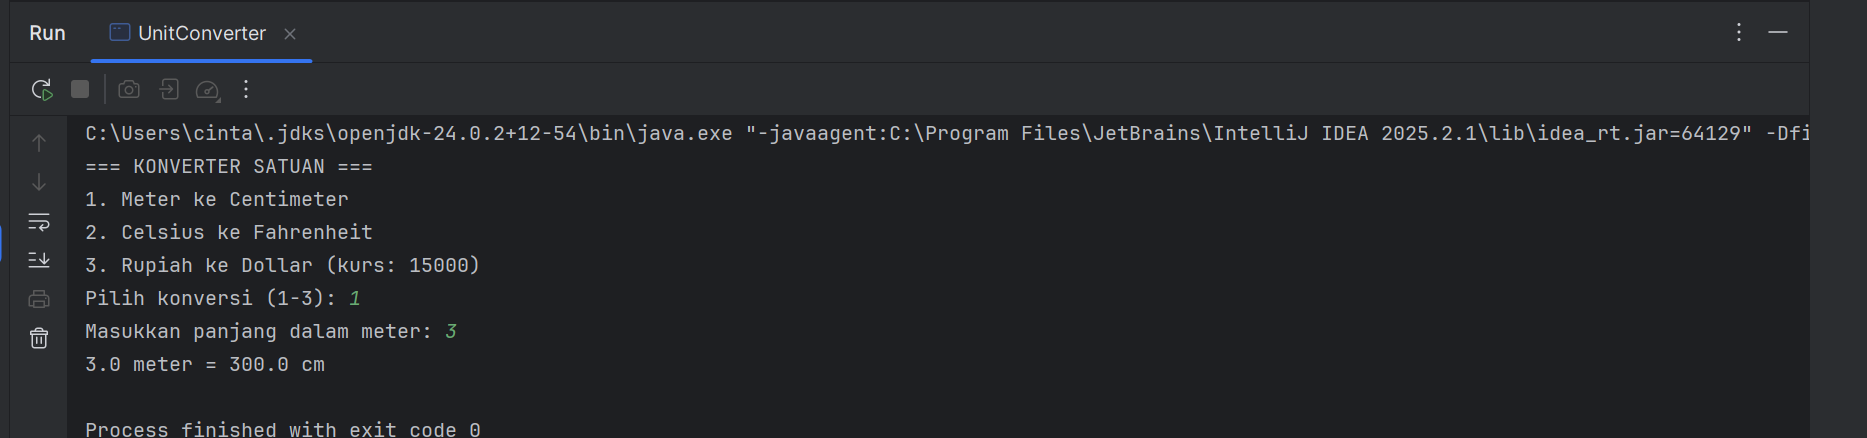 Run UnitConverter
C:\Users\cinta\.jdks\openjdk-24.0.2+12-54\bin\java.exe "-javaagent:C:\Program Files\JetBrains\IntelliJ IDEA 2025.2.1\lib\idea_rt.jar=64129" -Dfi
=== KONVERTER SATUAN ===
1. Meter ke Centimeter
2. Celsius ke Fahrenheit
3. Rupiah ke Dollar (kurs: 15000)
Pilih konversi (1-3): 1
Masukkan panjang dalam meter: 3
3.0 meter = 300.0 cm
Process finished with exit code 0